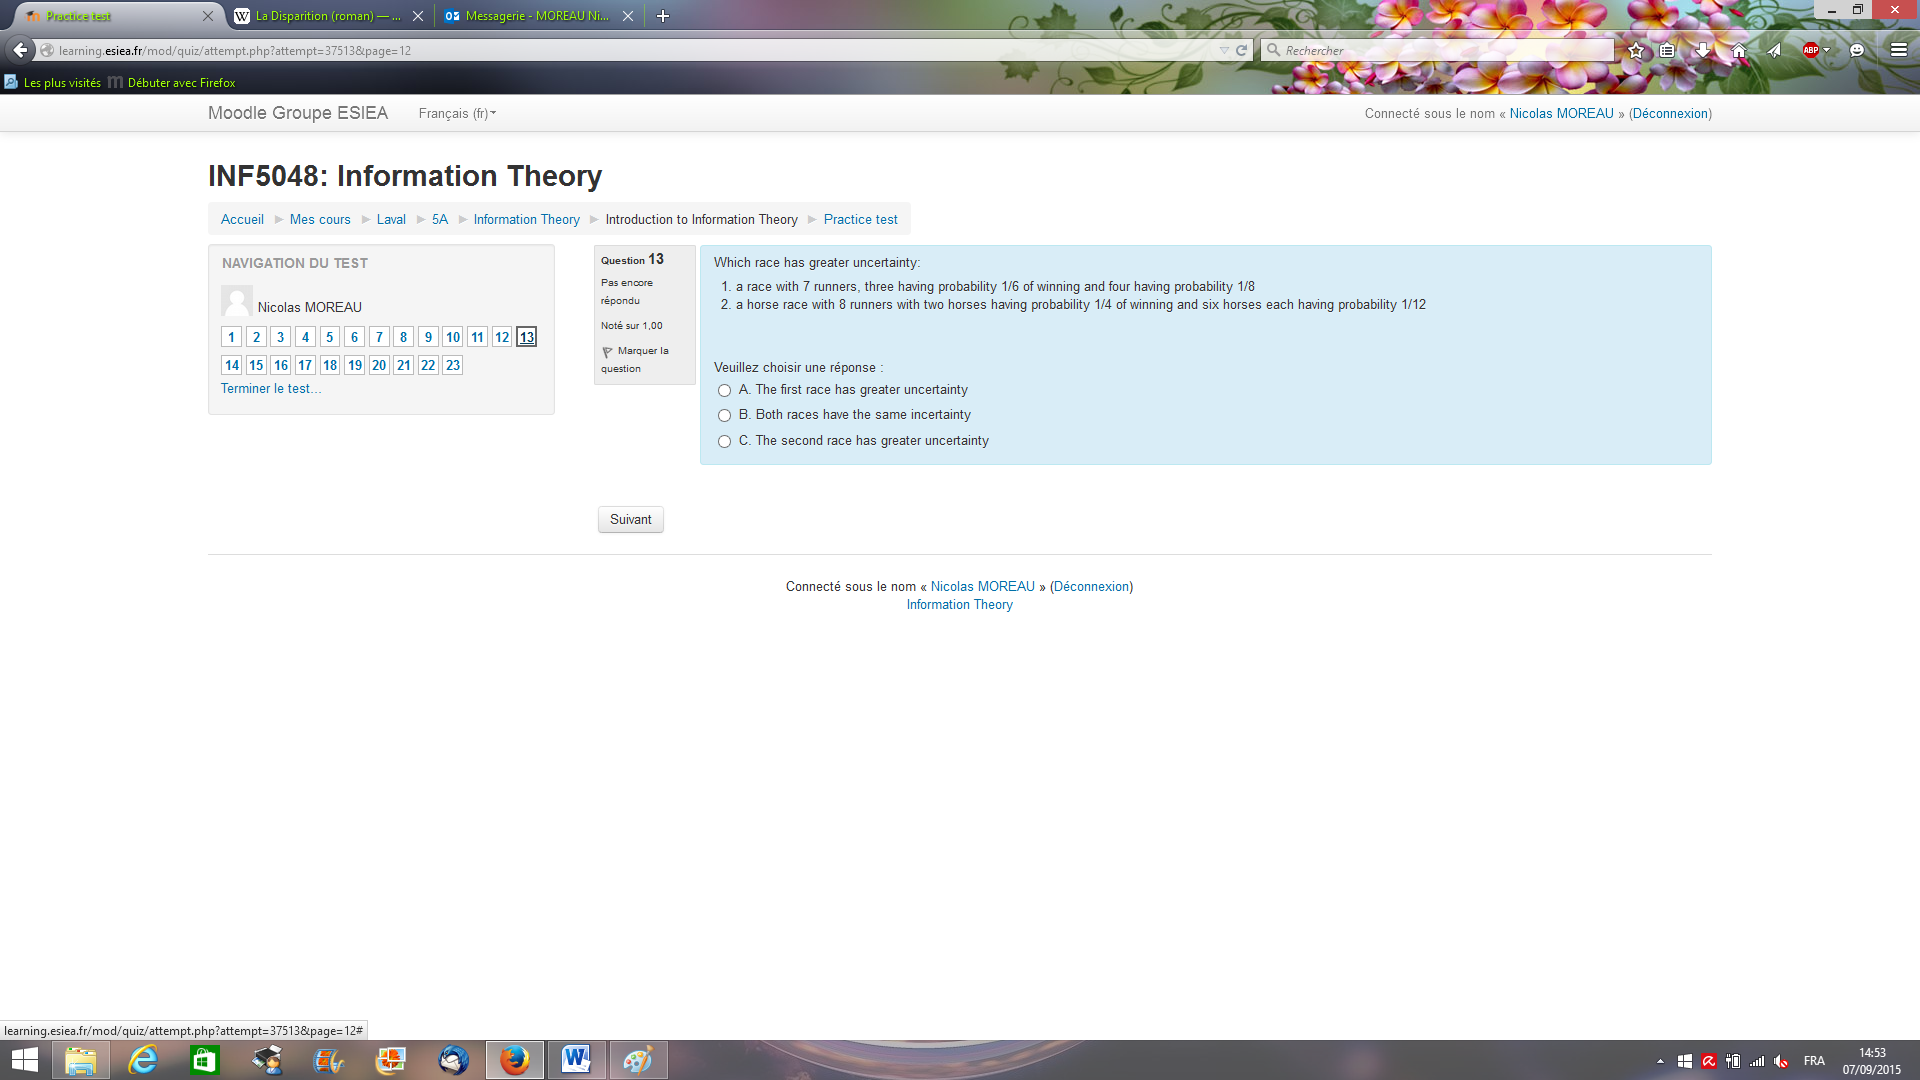 Practice test
La Disparition (roman) — ...
Messagerie - MOREAU Ni...
learning.esiea.fr/mod/quiz/attempt.php?attempt=37513&page=12
Rechercher
ABP
Les plus visités
Débuter avec Firefox
Moodle Groupe ESIEA
Français (fr)
Connecté sous le nom « Nicolas MOREAU » (Déconnexion)
INF5048: Information Theory
Accueil ► Mes cours ► Laval ► 5A ► Information Theory ► Introduction to Information Theory ► Practice test
NAVIGATION DU TEST
Nicolas MOREAU
1 2 3 4 5 6 7 8 9 10 11 12 13
14 15 16 17 18 19 20 21 22 23
Terminer le test...
Question 13
Pas encore
répondu
Noté sur 1,00
Marquer la
question
Which race has greater uncertainty:
1. a race with 7 runners, three having probability 1/6 of winning and four having probability 1/8
2. a horse race with 8 runners with two horses having probability 1/4 of winning and six horses each having probability 1/12
Veuillez choisir une réponse :
A. The first race has greater uncertainty
B. Both races have the same incertainty
C. The second race has greater uncertainty
Suivant
Connecté sous le nom « Nicolas MOREAU » (Déconnexion)
Information Theory
learning.esiea.fr/mod/quiz/attempt.php?attempt=37513&page=12#
FRA
14:53
07/09/2015